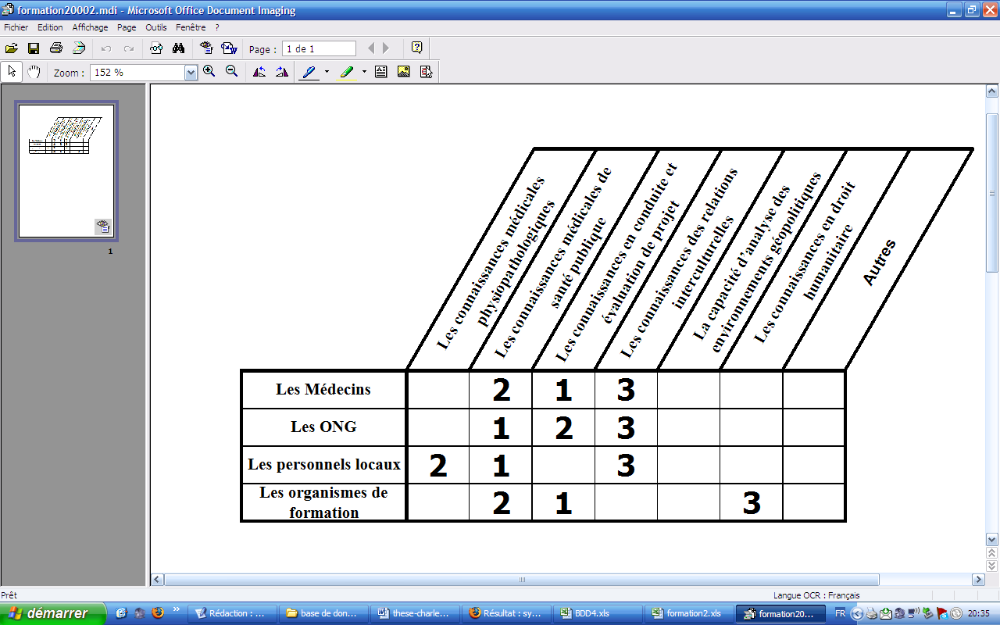 formation20002.mdi - Microsoft Office Document Imaging
Fichier Edition Affichage Page Outils Fenêtre ?
Page : 1 de 1
Zoom : 152 %
1
Les connaissances médicales
physiopathologiques
Les connaissances médicales de
santé publique
Les connaissances en conduite et
évaluation de projet
Les connaissances des relations
interculturelles
La capacité d'analyse des
environnements géopolitiques
Les connaissances en droit
humanitaire
Autres
Les Médecins 2 1 3
Les ONG 1 2 3
Les personnels locaux 2 1 3
Les organismes de
formation 2 1 3
Prêt
Langue OCR : Français
démarrer
Rédaction : ...
base de don...
these-charle...
Résultat : sy...
BDD4.xls
formation2.xls
formation20...
FR
20:35